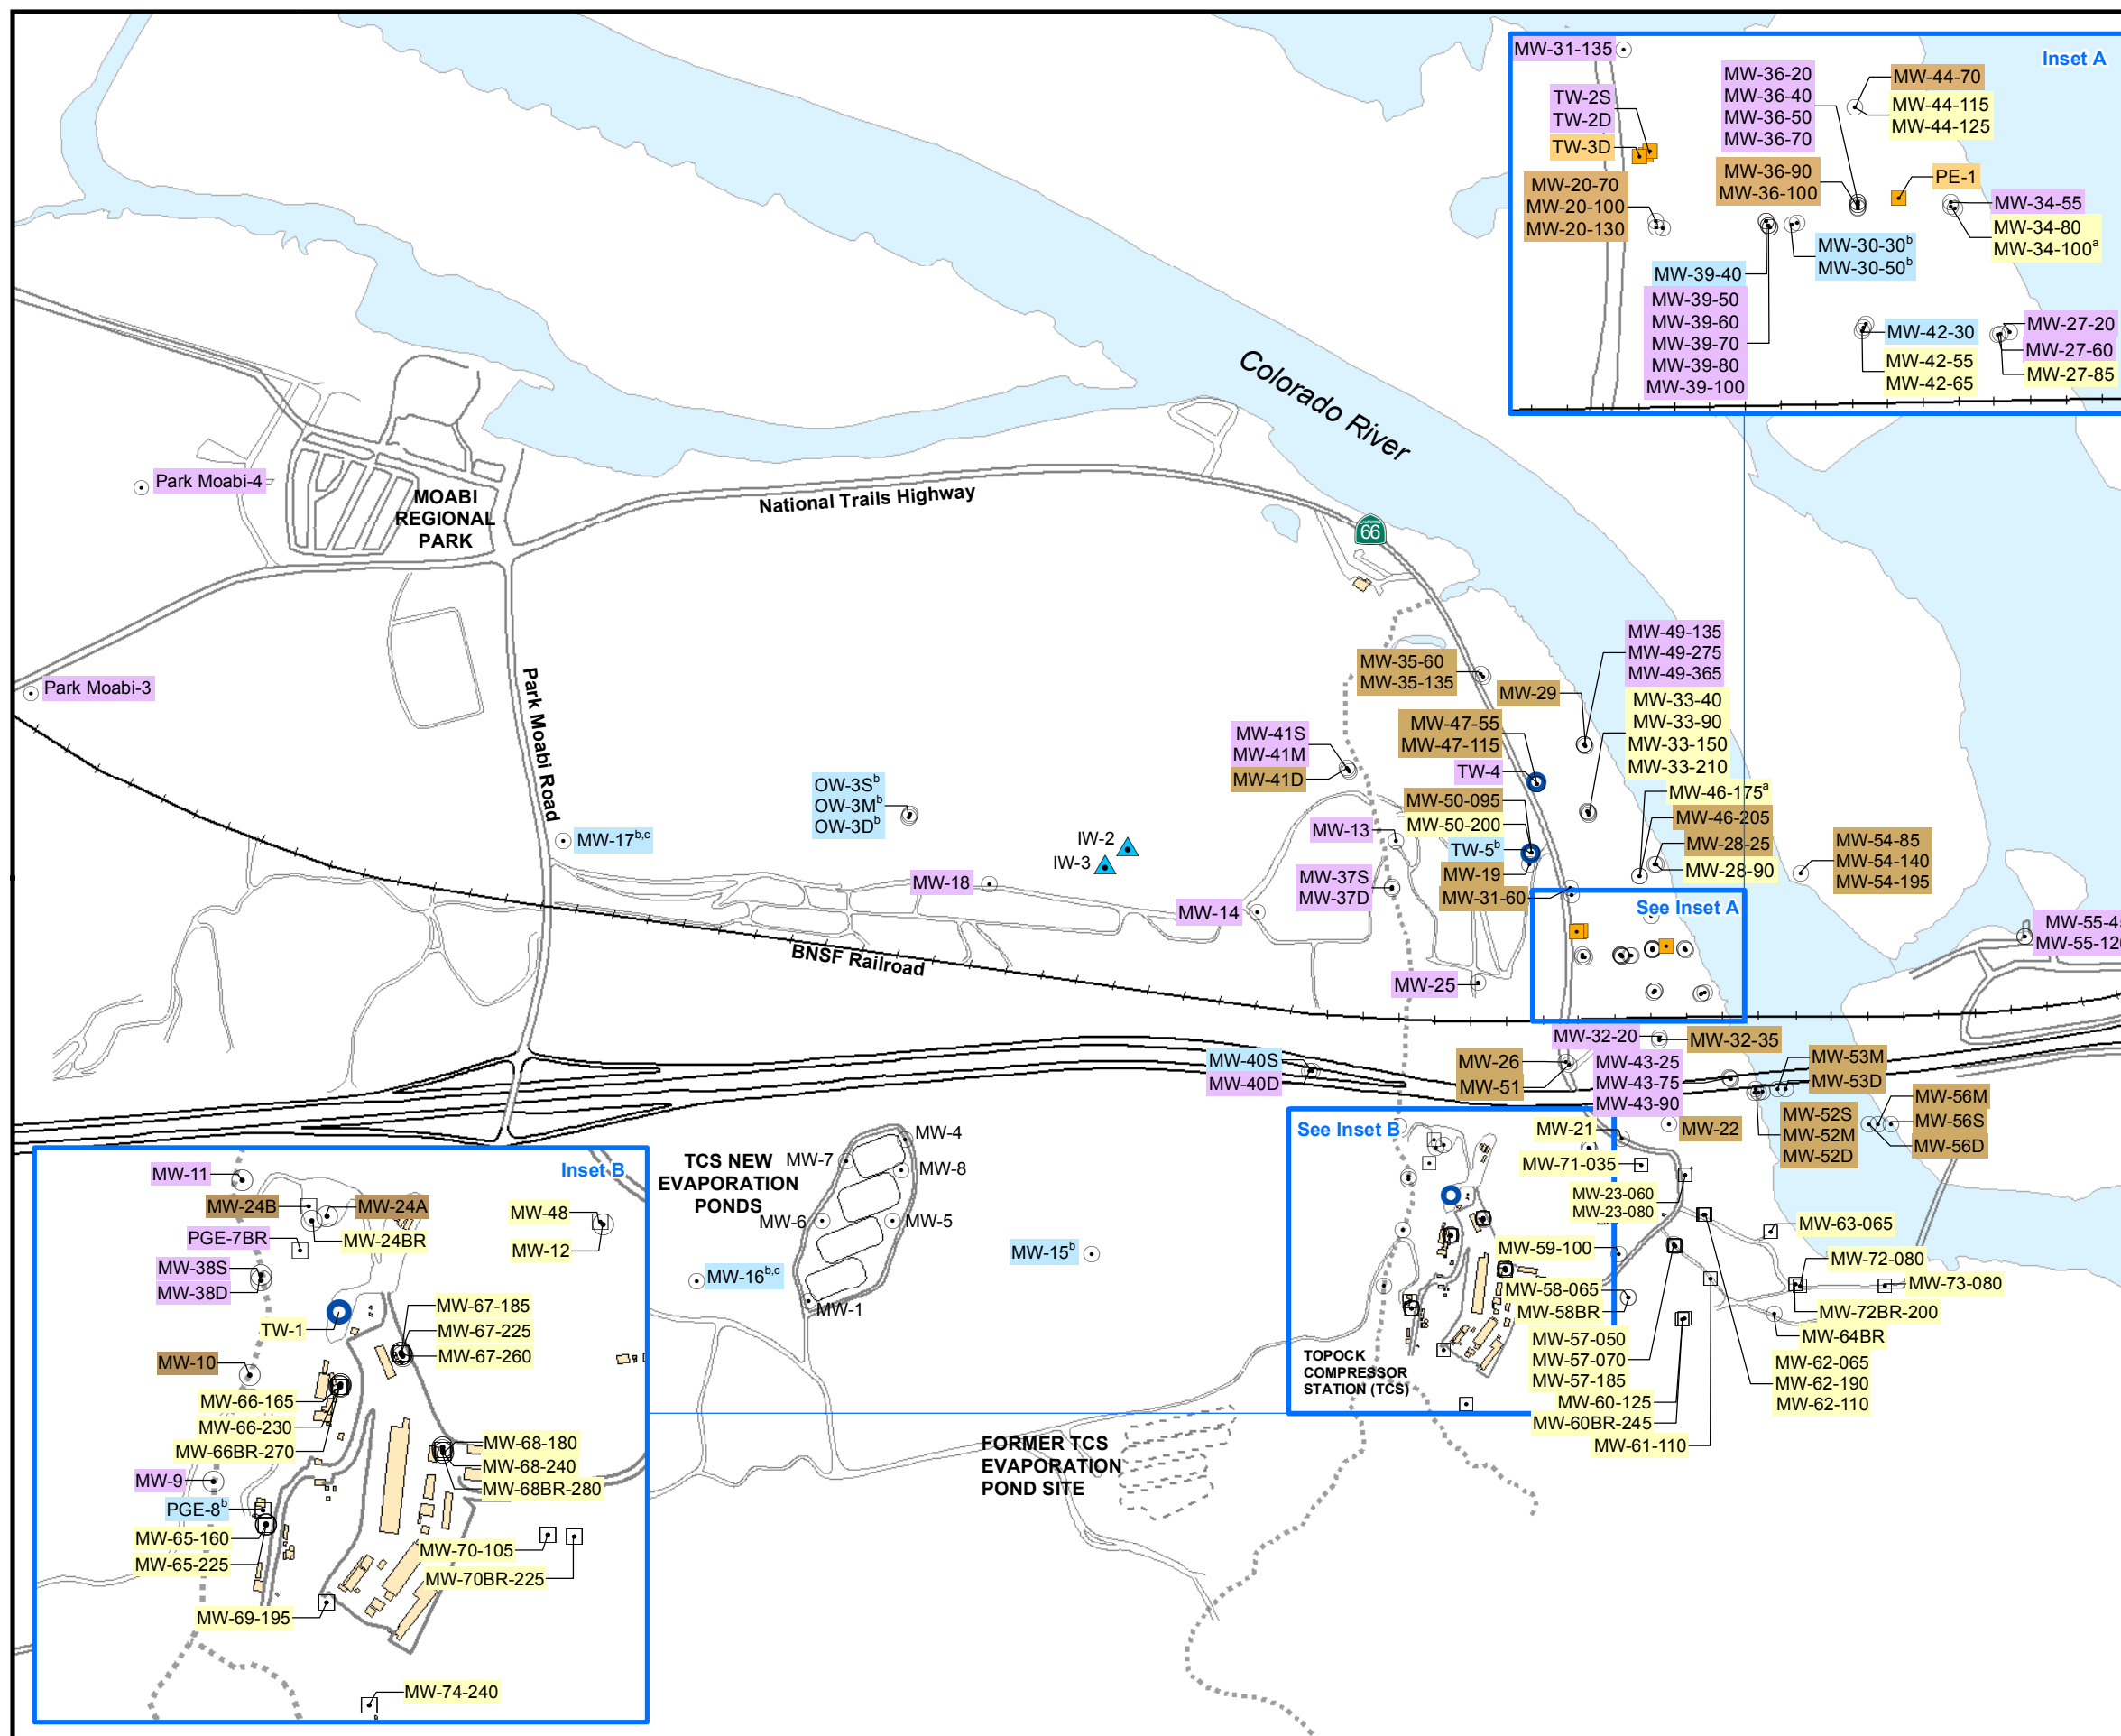 Inset A
MW-31-135
TW-2S
TW-2D
TW-3D
MW-20-70
MW-20-100
MW-20-130
MW-36-20
MW-36-40
MW-36-50
MW-36-70
MW-36-90
MW-36-100
MW-44-70
MW-44-115
MW-44-125
PE-1
MW-34-55
MW-34-80
MW-34-100ᵃ
MW-30-30ᵇ
MW-30-50ᵇ
MW-39-40
MW-39-50
MW-39-60
MW-39-70
MW-39-80
MW-39-100
MW-42-30
MW-42-55
MW-42-65
MW-27-20
MW-27-60
MW-27-85
Colorado River
National Trails Highway
CALIFORNIA
66
Park Moabi-4
MOABI
REGIONAL
PARK
Park Moabi-3
Park Moabi Road
MW-49-135
MW-49-275
MW-49-365
MW-35-60
MW-35-135
MW-29
MW-33-40
MW-33-90
MW-33-150
MW-33-210
MW-47-55
MW-47-115
MW-41S
MW-41M
MW-41D
TW-4
OW-3Sᵇ
OW-3Mᵇ
OW-3Dᵇ
MW-46-175ᵃ
MW-50-095
MW-50-200
MW-46-205
MW-17ᵇ,ᶜ
IW-2
IW-3
MW-13
TW-5ᵇ
MW-28-25
MW-28-90
MW-54-85
MW-54-140
MW-54-195
MW-18
MW-37S
MW-37D
MW-19
MW-31-60
MW-14
See Inset A
MW-55-4
MW-55-12
BNSF Railroad
MW-25
MW-32-20
MW-32-35
MW-40S
MW-40D
MW-26
MW-51
MW-43-25
MW-43-75
MW-43-90
MW-53M
MW-53D
MW-52S
MW-52M
MW-52D
MW-56M
MW-56S
MW-56D
See Inset B
MW-21
MW-22
MW-71-035
MW-23-060
MW-23-080
MW-63-065
MW-59-100
MW-72-080
MW-73-080
MW-58-065
MW-58BR
MW-72BR-200
MW-64BR
MW-57-050
MW-57-070
MW-57-185
MW-62-065
MW-62-190
MW-62-110
MW-60-125
MW-60BR-245
MW-61-110
TOPOCK
COMPRESSOR
STATION (TCS)
TCS NEW
EVAPORATION
PONDS
MW-4
MW-7
MW-8
MW-6
MW-5
MW-1
MW-16ᵇ,ᶜ
MW-15ᵇ
FORMER TCS
EVAPORATION
POND SITE
Inset B
MW-11
MW-24B
MW-24A
MW-48
PGE-7BR
MW-24BR
MW-12
MW-38S
MW-38D
TW-1
MW-67-185
MW-67-225
MW-67-260
MW-10
MW-66-165
MW-66-230
MW-66BR-270
MW-68-180
MW-68-240
MW-68BR-280
MW-9
PGE-8ᵇ
MW-65-160
MW-65-225
MW-70-105
MW-70BR-225
MW-69-195
MW-74-240